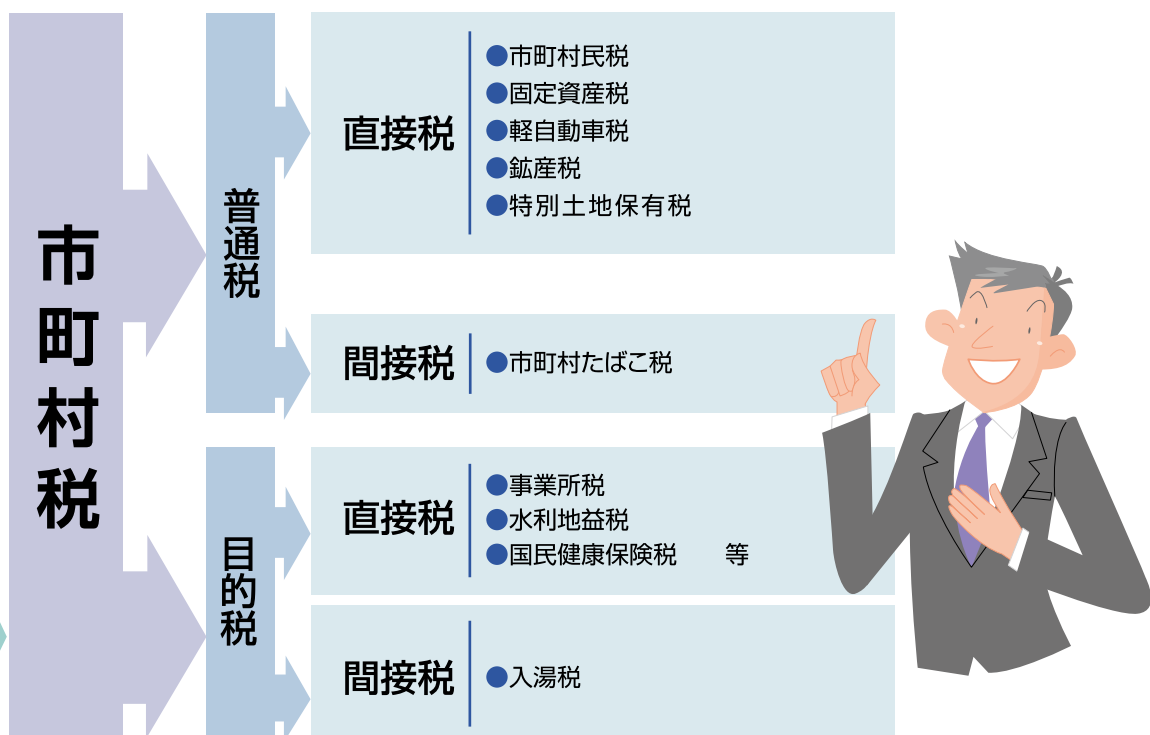 市町村税
普通税
直接税
●市町村民税
●固定資産税
●軽自動車税
●鉱産税
●特別土地保有税
間接税
●市町村たばこ税
目的税
直接税
●事業所税
●水利地益税
●国民健康保険税　等
間接税
●入湯税